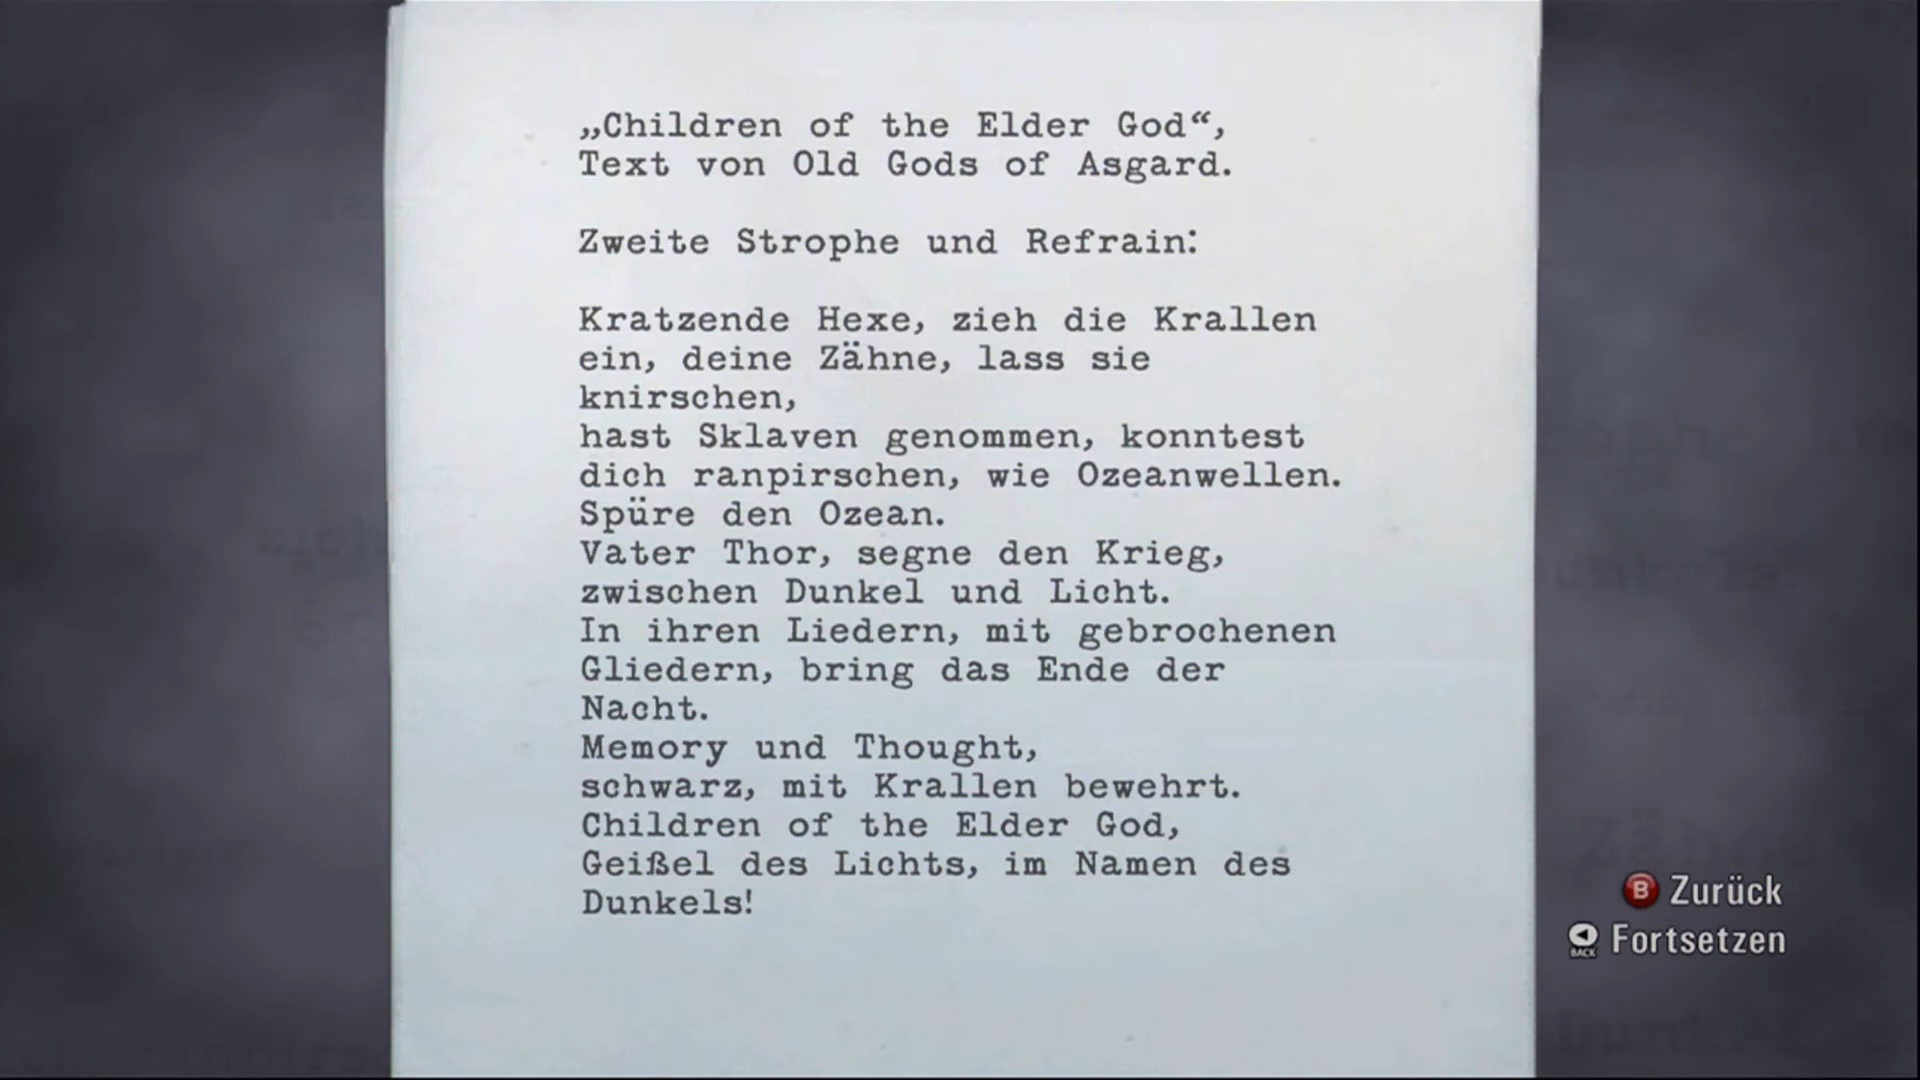 „Children of the Elder God“,
Text von Old Gods of Asgard.
Zweite Strophe und Refrain:
Kratzende Hexe, zieh die Krallen
ein, deine Zähne, lass sie
knirschen,
hast Sklaven genommen, konntest
dich ranpirschen, wie Ozeanwellen.
Spüre den Ozean.
Vater Thor, segne den Krieg,
zwischen Dunkel und Licht.
In ihren Liedern, mit gebrochenen
Gliedern, bring das Ende der
Nacht.
Memory und Thought,
schwarz, mit Krallen bewehrt.
Children of the Elder God,
Geißel des Lichts, im Namen des
Dunkels!
B Zurück
BACK Fortsetzen